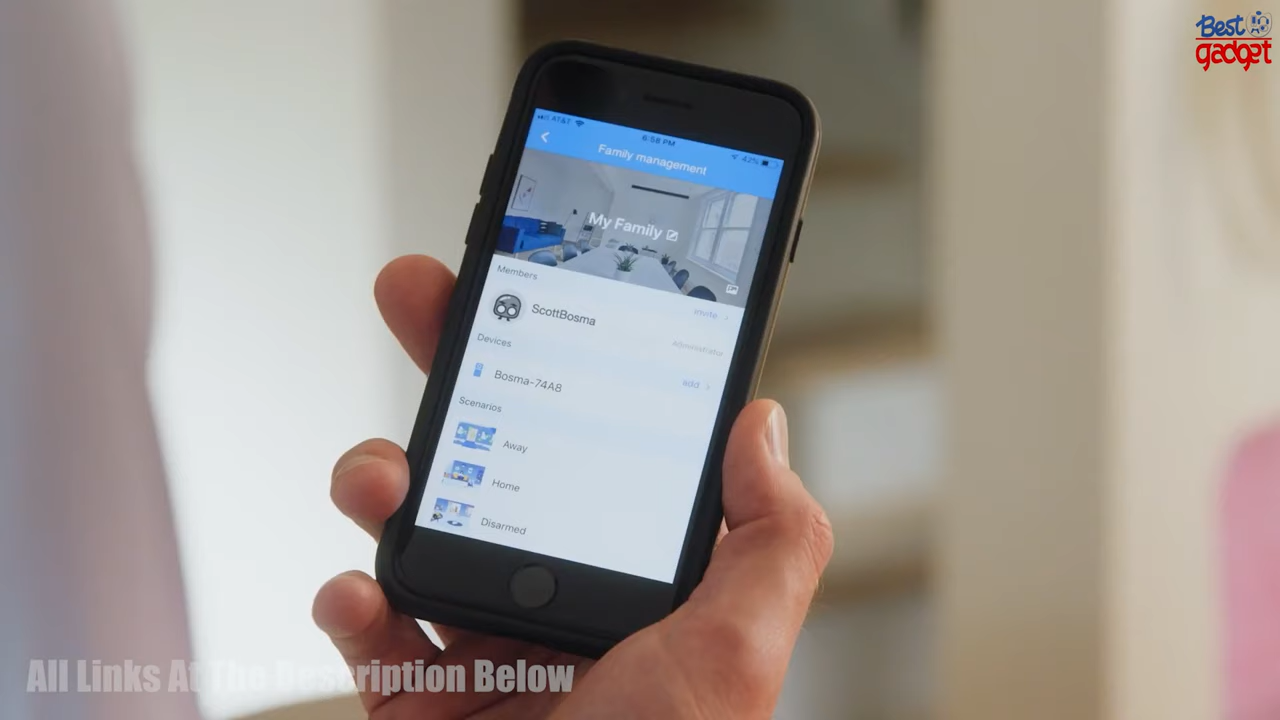 Best
gadget
AT&T 6:58 PM 42%
Family management
My Family
Members
ScottBosma
invite >
Administrator
Devices
Bosma-74A8
add >
Scenarios
Away
Home
Disarmed
All Links At The Description Below